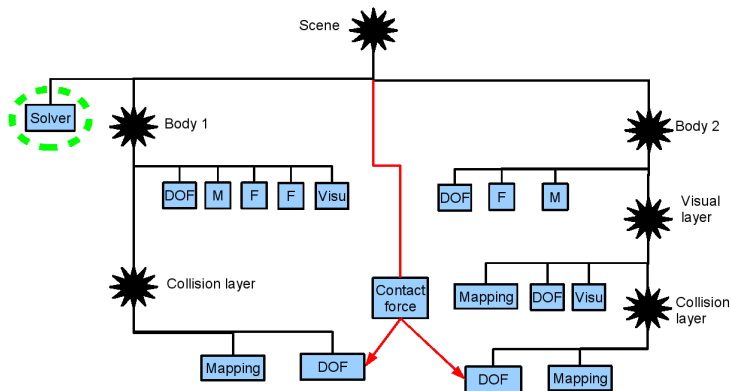 Scene
Solver
Body 1
Body 2
DOF
M
F
F
Visu
DOF
F
M
Visual
layer
Collision layer
Contact
force
Mapping
DOF
Visu
Collision
layer
Mapping
DOF
DOF
Mapping